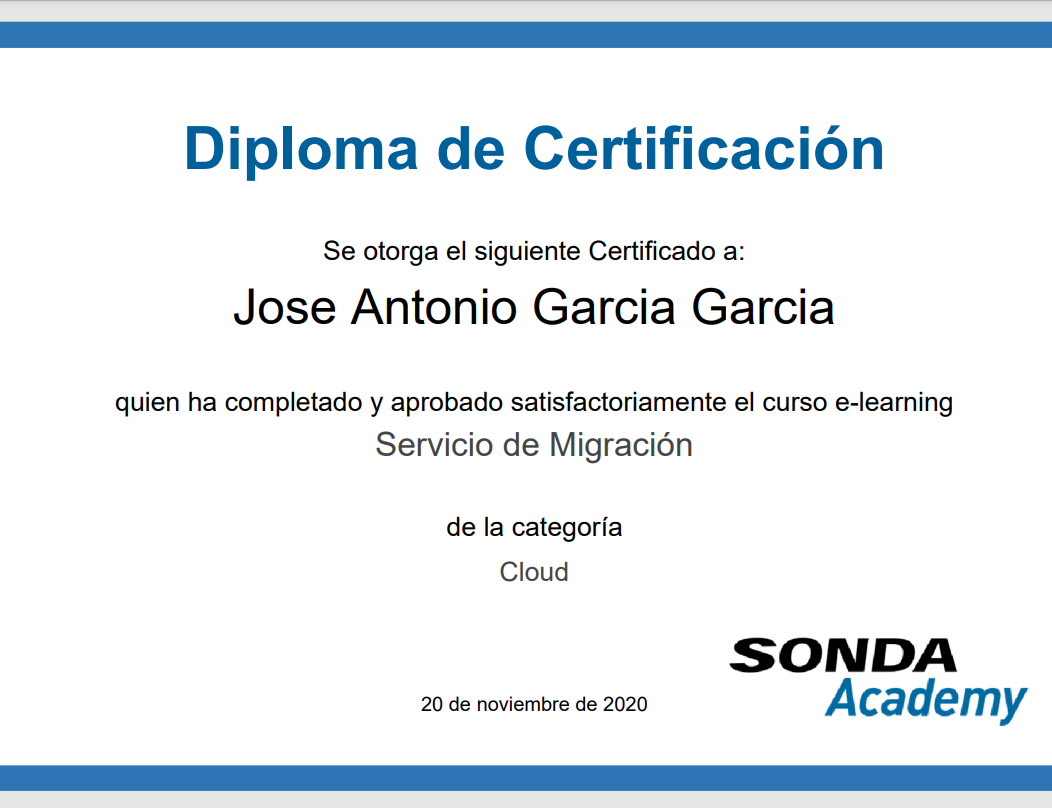 Diploma de Certificación
Se otorga el siguiente Certificado a:
Jose Antonio Garcia Garcia
quien ha completado y aprobado satisfactoriamente el curso e-learning
Servicio de Migración
de la categoría
Cloud
SONDA
Academy
20 de noviembre de 2020